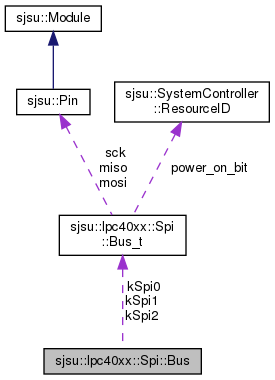 sjsu::Module
sjsu::Pin
sjsu::SystemController
::ResourceID
sck
miso
mosi
power_on_bit
sjsu::lpc40xx::Spi
::Bus_t
kSpi0
kSpi1
kSpi2
sjsu::lpc40xx::Spi::Bus